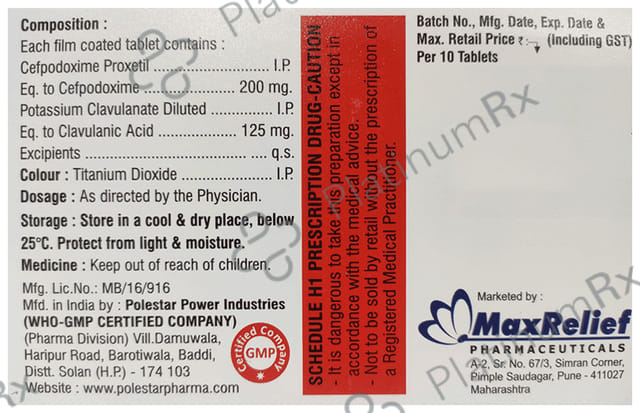 Composition :
Each film coated tablet contains :
Cefpodoxime Proxetil .................................. I.P.
Eq. to Cefpodoxime ......................... 200 mg.
Potassium Clavulanate Diluted .................. I.P.
Eq. to Clavulanic Acid ...................... 125 mg.
Excipients .............................................. q.s.
Colour : Titanium Dioxide ......................... I.P.
Dosage : As directed by the Physician.
Storage : Store in a cool & dry place, below
25°C. Protect from light & moisture.
Medicine : Keep out of reach of children.
Mfg. Lic.No.: MB/16/916
Mfd. in India by : Polestar Power Industries
(WHO-GMP CERTIFIED COMPANY)
(Pharma Division) Vill.Damuwala,
Haripur Road, Barotiwala, Baddi,
Distt. Solan (H.P.) - 174 103
Website : www.polestarpharma.com
Certified Company
GMP
SCHEDULE H1 PRESCRIPTION DRUG-CAUTION
- It is dangerous to take this preparation except in
accordance with the medical advice.
- Not to be sold by retail without the prescription of
a Registered Medical Practitioner.
Batch No., Mfg. Date, Exp. Date &
Max. Retail Price ₹ : (Including GST)
Per 10 Tablets
Marketed by :
MaxRelief
PHARMACEUTICALS
A-2, Sr. No. 67/3, Simran Corner,
Pimple Saudagar, Pune - 411027
Maharashtra
PlatinumRx
PlatinumRx
PlatinumRx
PlatinumRx
Rx